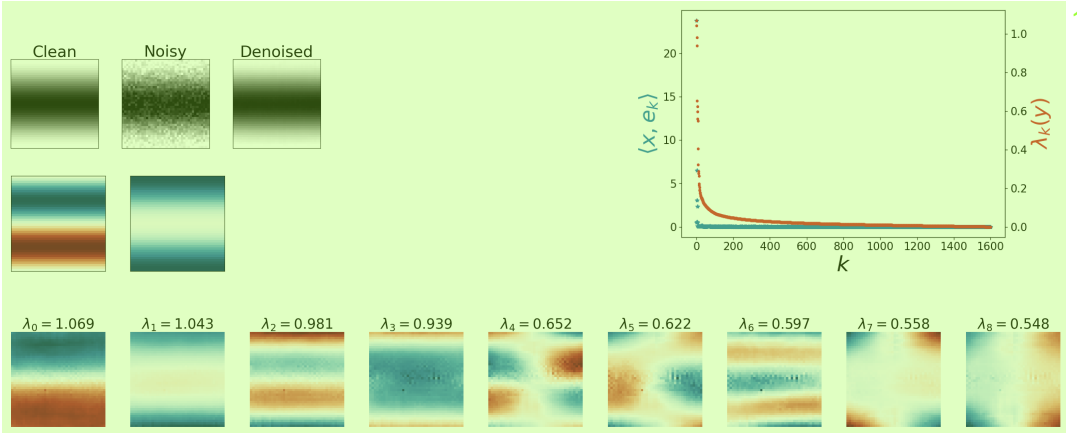 Clean Noisy Denoised
20
15
10
5
0
⟨x, e_k⟩
1.0
0.8
0.6
0.4
0.2
0.0
λ_k(y)
0 200 400 600 800 1000 1200 1400 1600
k
λ_0 = 1.069 λ_1 = 1.043 λ_2 = 0.981 λ_3 = 0.939 λ_4 = 0.652 λ_5 = 0.622 λ_6 = 0.597 λ_7 = 0.558 λ_8 = 0.548